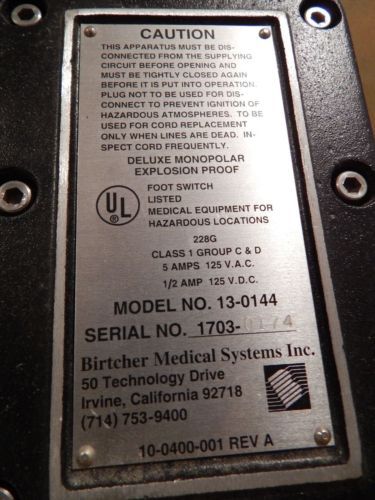 CAUTION
THIS APPARATUS MUST BE DIS-
CONNECTED FROM THE SUPPLYING
CIRCUIT BEFORE OPENING AND
MUST BE TIGHTLY CLOSED AGAIN
BEFORE IT IS PUT INTO OPERATION.
PLUG NOT TO BE USED FOR DIS-
CONNECT TO PREVENT IGNITION OF
HAZARDOUS ATMOSPHERES. TO BE
USED FOR CORD REPLACEMENT
ONLY WHEN LINES ARE DEAD. IN-
SPECT CORD FREQUENTLY.
DELUXE MONOPOLAR
EXPLOSION PROOF
UL
FOOT SWITCH
LISTED
MEDICAL EQUIPMENT FOR
HAZARDOUS LOCATIONS
228G
CLASS 1 GROUP C & D
5 AMPS 125 V.A.C.
1/2 AMP 125 V.D.C.
MODEL NO. 13-0144
SERIAL NO. 1703-0174
Birtcher Medical Systems Inc.
50 Technology Drive
Irvine, California 92718
(714) 753-9400
10-0400-001 REV A